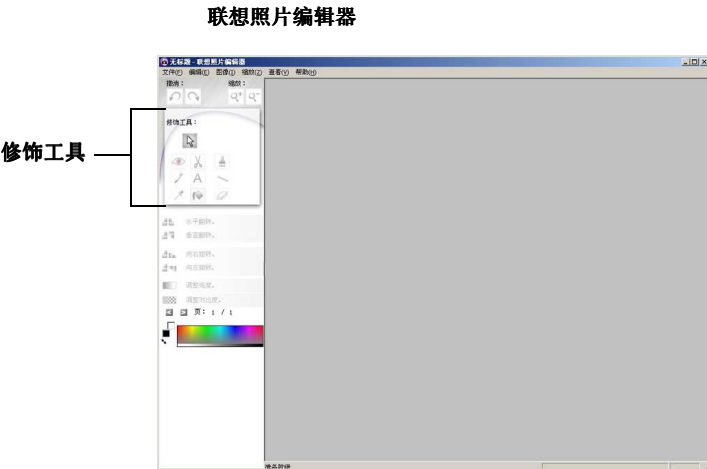 联想照片编辑器
无标题 - 联想照片编辑器
文件(F) 编辑(E) 图像(I) 缩放(Z) 查看(V) 帮助(H)
撤消： 缩放：
修饰工具：
修饰工具
水平翻转。
垂直翻转。
向右旋转。
向左旋转。
调整亮度。
调整对比度。
页： 1 / 1
准备就绪